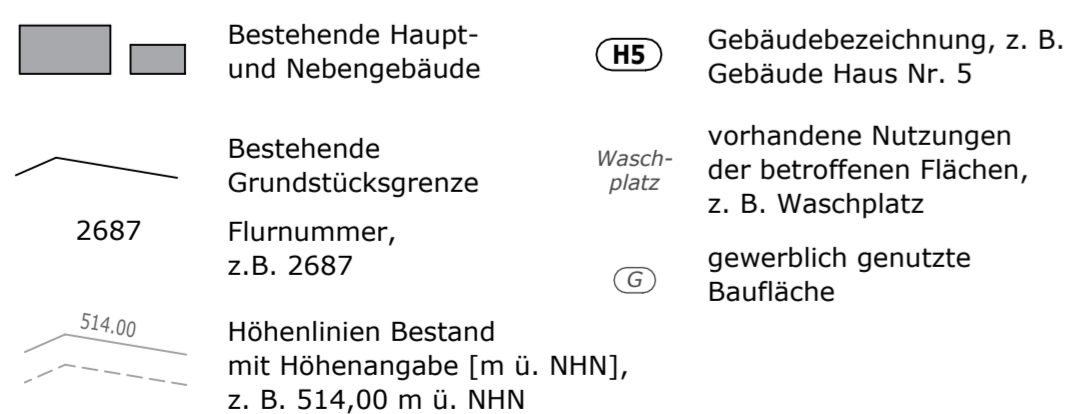 Bestehende Haupt-
und Nebengebäude
Bestehende
Grundstücksgrenze
2687
Flurnummer,
z.B. 2687
514.00
Höhenlinien Bestand
mit Höhenangabe [m ü. NHN],
z. B. 514,00 m ü. NHN
H5
Gebäudebezeichnung, z. B.
Gebäude Haus Nr. 5
Wasch-
platz
vorhandene Nutzungen
der betroffenen Flächen,
z. B. Waschplatz
G
gewerblich genutzte
Baufläche